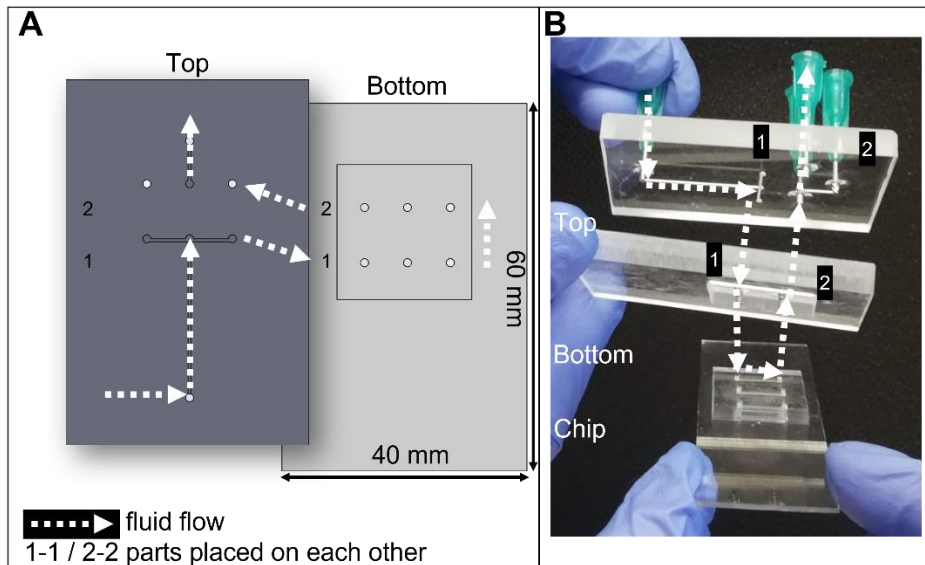 A
Top
Bottom
2
1
2
1
60 mm
40 mm
fluid flow
1-1 / 2-2 parts placed on each other
B
1
2
Top
1
2
Bottom
Chip